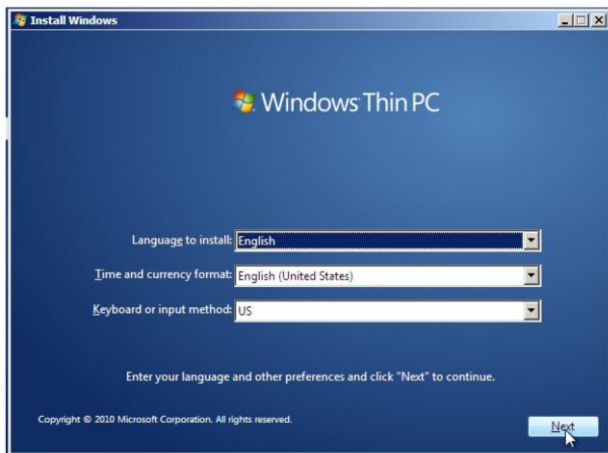 Install Windows
Windows Thin PC
Language to install: English
Time and currency format: English (United States)
Keyboard or input method: US
Enter your language and other preferences and click "Next" to continue.
Copyright © 2010 Microsoft Corporation. All rights reserved.
Next